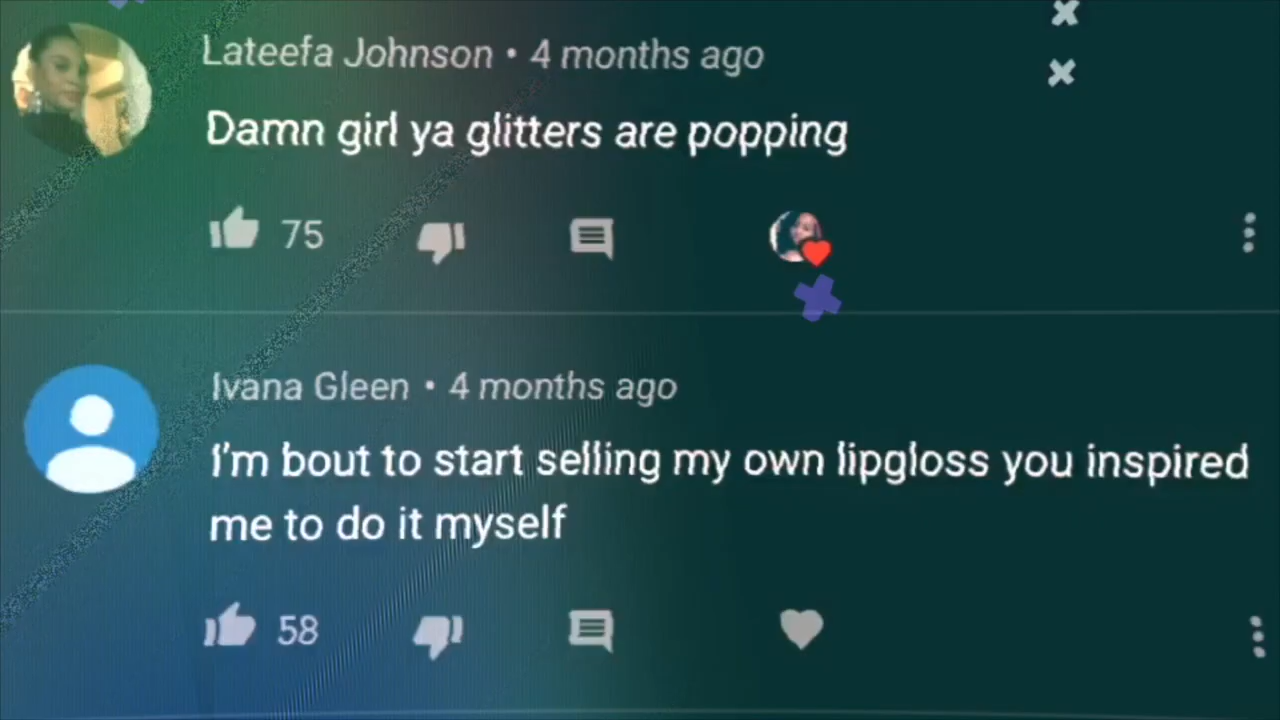 Lateefa Johnson • 4 months ago
Damn girl ya glitters are popping
75
Ivana Gleen • 4 months ago
I'm bout to start selling my own lipgloss you inspired
me to do it myself
58